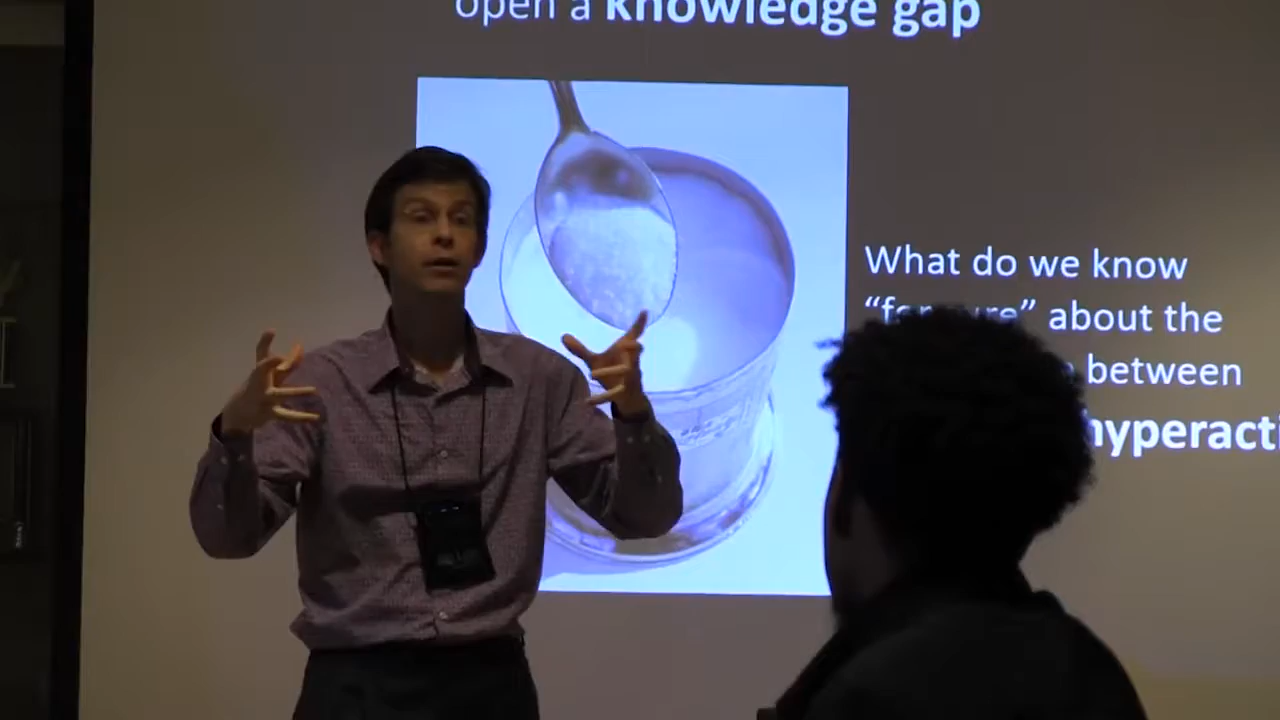 open a knowledge gap
What do we know
about the
between
hyperacti